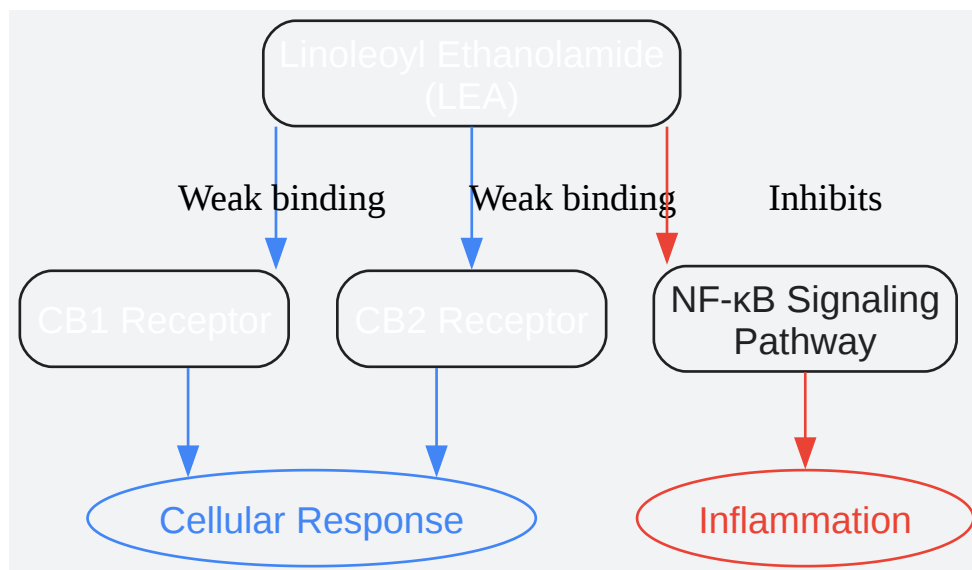 Linoleoyl Ethanolamide
(LEA)
Weak binding
Weak binding
Inhibits
CB1 Receptor
CB2 Receptor
NF-κB Signaling
Pathway
Cellular Response
Inflammation